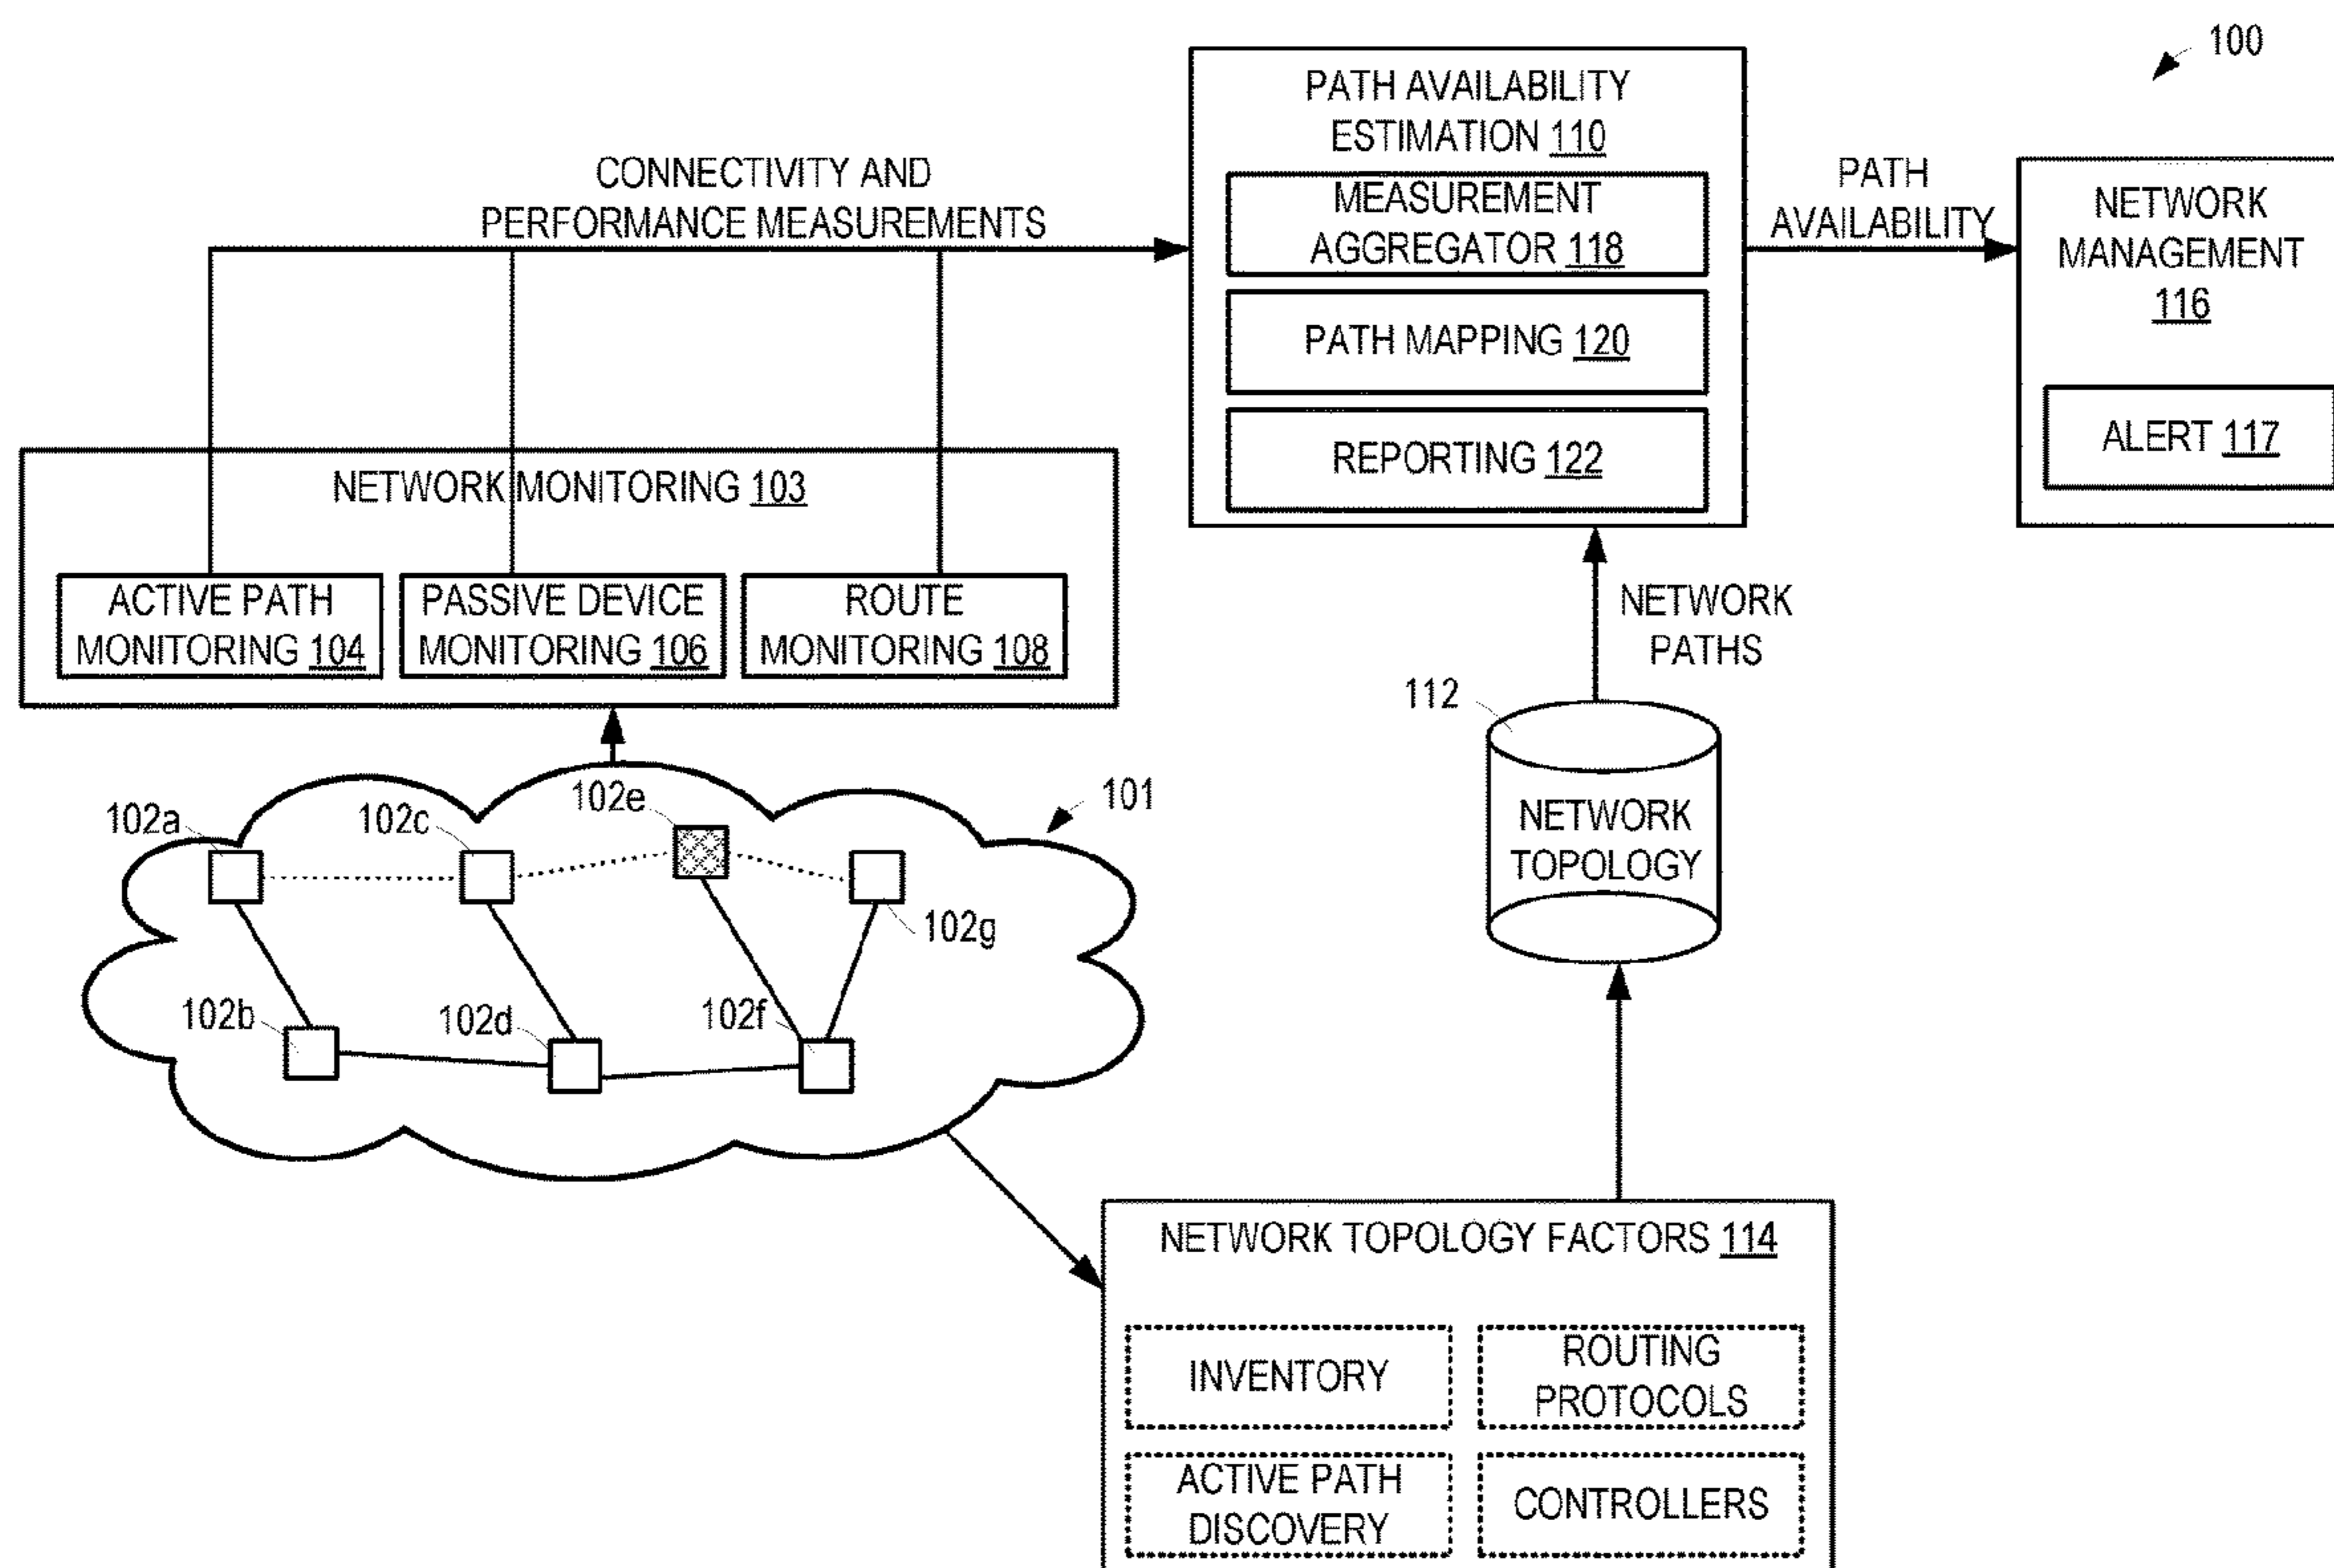 100
PATH AVAILABILITY
ESTIMATION 110
MEASUREMENT
AGGREGATOR 118
PATH MAPPING 120
REPORTING 122
CONNECTIVITY AND
PERFORMANCE MEASUREMENTS
PATH
AVAILABILITY
NETWORK
MANAGEMENT
116
ALERT 117
NETWORK MONITORING 103
ACTIVE PATH
MONITORING 104
PASSIVE DEVICE
MONITORING 106
ROUTE
MONITORING 108
NETWORK
PATHS
112
NETWORK
TOPOLOGY
101
102a
102c
102e
102g
102b
102d
102f
NETWORK TOPOLOGY FACTORS 114
INVENTORY
ROUTING
PROTOCOLS
ACTIVE PATH
DISCOVERY
CONTROLLERS